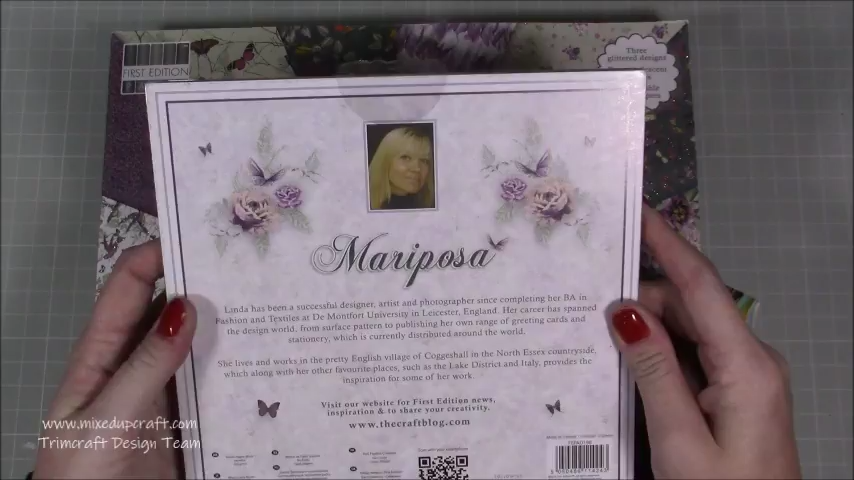 FIRST EDITION
Three
glittered designs
Mariposa
Linda has been a successful designer, artist and photographer since completing her BA in
Fashion and Textiles at De Montfort University in Leicester, England. Her career has spanned
the design world, from surface pattern to publishing her own range of greeting cards and
stationery, which is currently distributed around the world.
She lives and works in the pretty English village of Coggeshall in the North Essex countryside,
which along with her other favourite places, such as the Lake District and Italy, provides the
inspiration for some of her work.
Visit our website for First Edition news,
inspiration & to share your creativity.
www.thecraftblog.com
www.mixedupcraft.com
Trimcraft Design Team